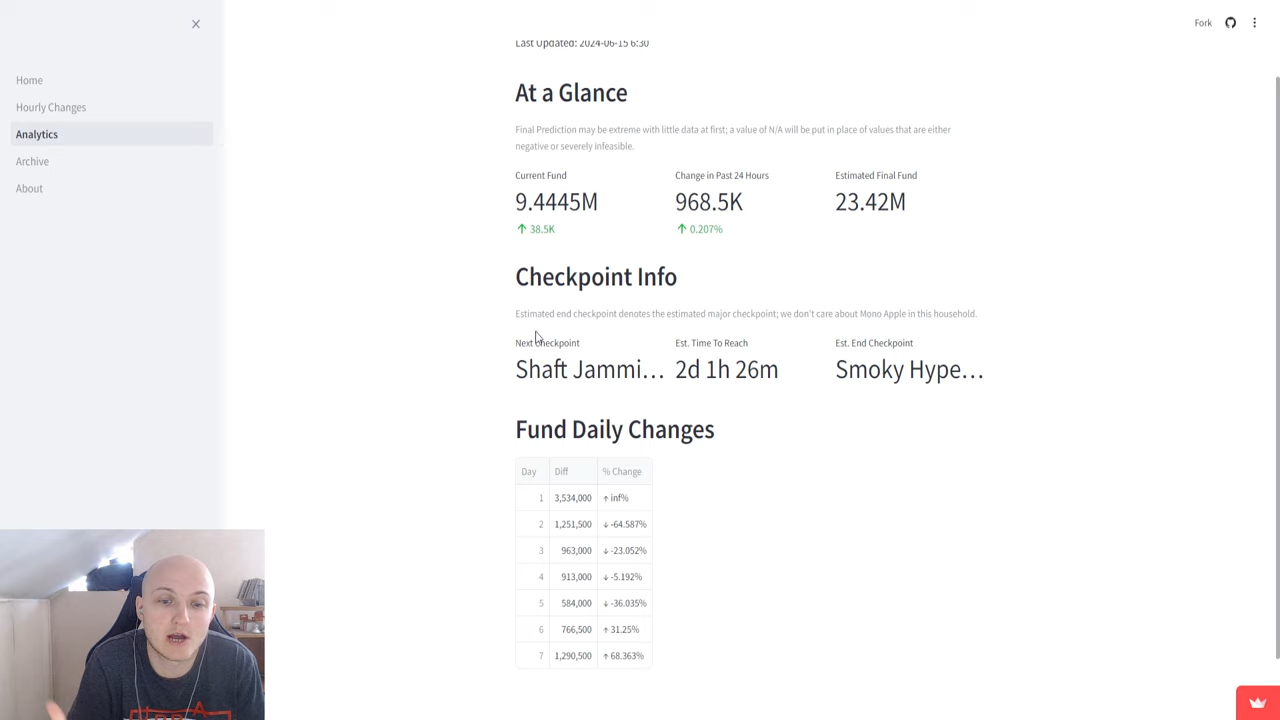 Fork
Last Updated: 2024-06-15 6:30
Home
Hourly Changes
Analytics
Archive
About
At a Glance
Final Prediction may be extreme with little data at first; a value of N/A will be put in place of values that are either
negative or severely infeasible.
Current Fund
9.4445M
↑ 38.5K
Change in Past 24 Hours
968.5K
↑ 0.207%
Estimated Final Fund
23.42M
Checkpoint Info
Estimated end checkpoint denotes the estimated major checkpoint; we don't care about Mono Apple in this household.
Next Checkpoint
Shaft Jammi...
Est. Time To Reach
2d 1h 26m
Est. End Checkpoint
Smoky Hype...
Fund Daily Changes
Day Diff % Change
1 3,534,000 ↑ inf%
2 1,251,500 ↓ -64.587%
3 963,000 ↓ -23.052%
4 913,000 ↓ -5.192%
5 584,000 ↓ -36.035%
6 766,500 ↑ 31.25%
7 1,290,500 ↑ 68.363%